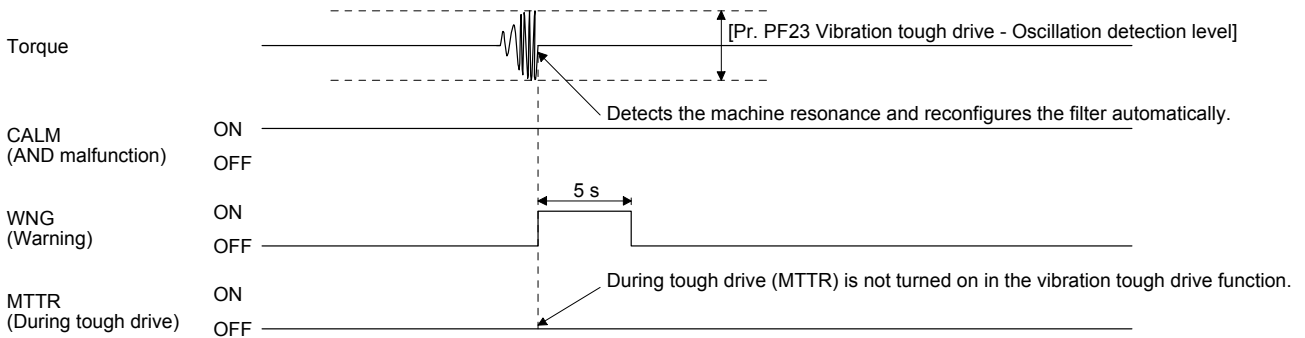 [Pr. PF23 Vibration tough drive - Oscillation detection level]
Torque
Detects the machine resonance and reconfigures the filter automatically.
CALM
(AND malfunction)
ON
OFF
5 s
WNG
(Warning)
ON
OFF
During tough drive (MTTR) is not turned on in the vibration tough drive function.
MTTR
(During tough drive)
ON
OFF